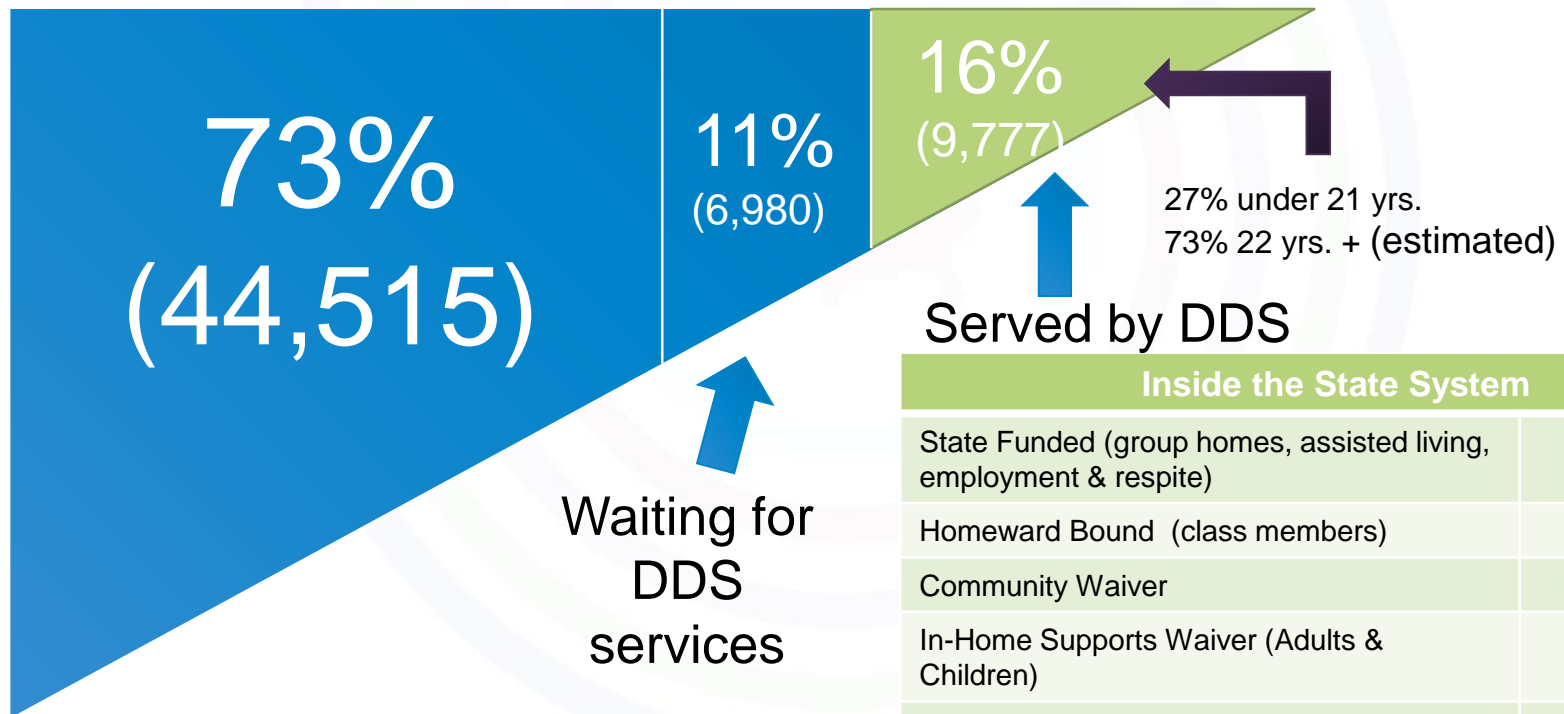 73%
(44,515)
11%
(6,980)
16%
(9,777)
27% under 21 yrs.
73% 22 yrs. + (estimated)
Served by DDS
Waiting for
DDS
services
Inside the State System
State Funded (group homes, assisted living,
employment & respite)
Homeward Bound (class members)
Community Waiver
In-Home Supports Waiver (Adults &
Children)